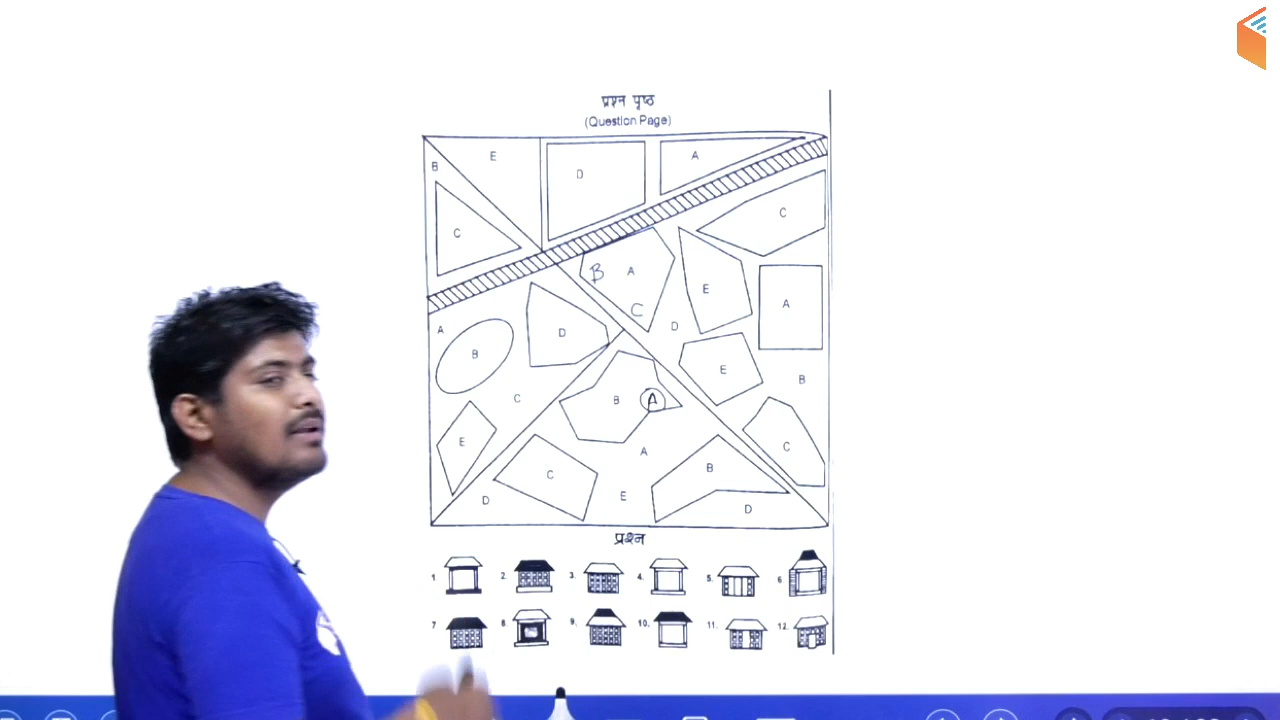 प्रश्न पृष्ठ
(Question Page)
E D A
B
C C
B A
E A
C
A D D
B
E
B
C B A
E C
A
C B
D E D
प्रश्न
1. 2. 3. 4. 5. 6.
7 8. 9. 10. 11. 12.